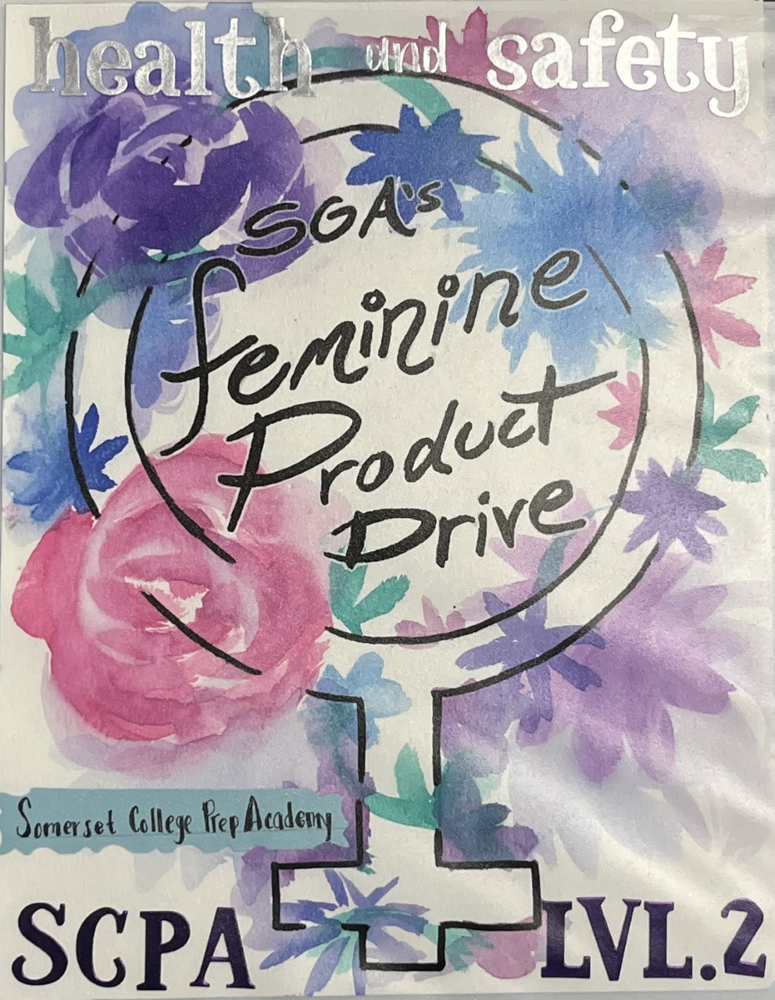 health and safety
SGA's
feminine
Product
Drive
Somerset College Prep Academy
SCPA LVL.2